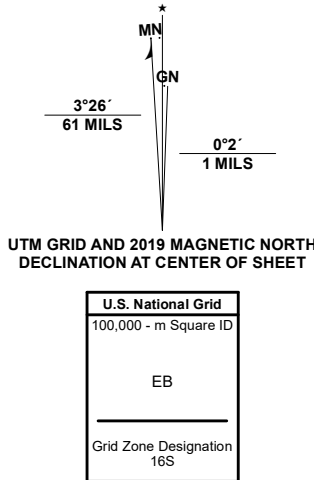 ★
MN
GN
3°26´
61 MILS
0°2´
1 MILS
UTM GRID AND 2019 MAGNETIC NORTH
DECLINATION AT CENTER OF SHEET
U.S. National Grid
100,000 - m Square ID
EB
Grid Zone Designation
16S